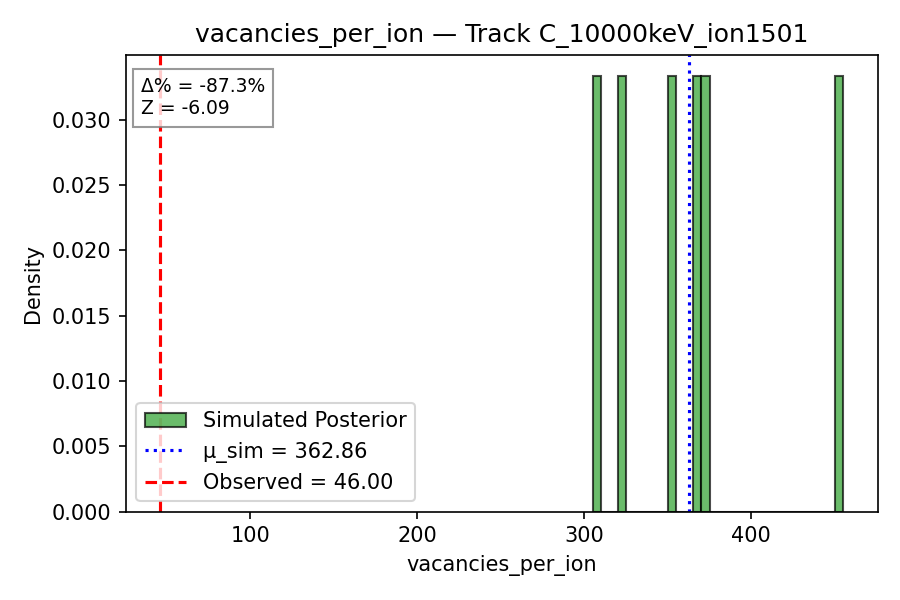 vacancies_per_ion — Track C_10000keV_ion1501
Δ% = -87.3%
Z = -6.09
0.030
0.025
0.020
0.015
0.010
0.005
0.000
Density
Simulated Posterior
μ_sim = 362.86
Observed = 46.00
100 200 300 400
vacancies_per_ion